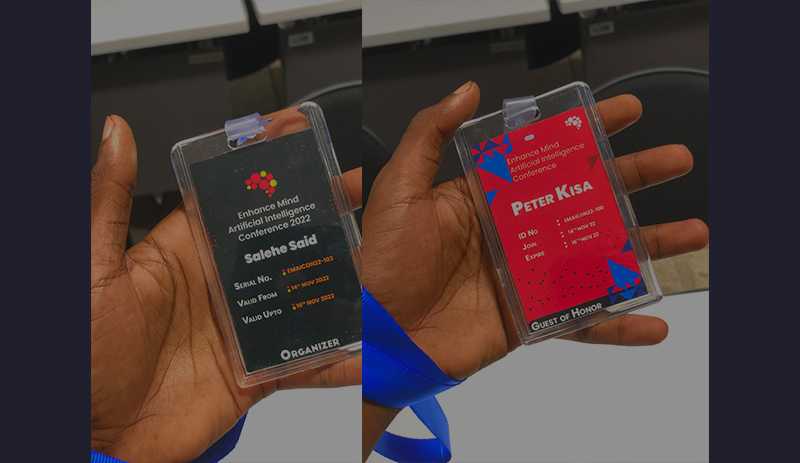 Enhance Mind
Artificial Intelligence
Conference 2022
Salehe Said
Serial No. : EMAICON22-103
Valid From : 14TH Nov 2022
Valid Upto : 16TH Nov 2022
Organizer
Enhance Mind
Artificial Intelligence
Conference
Peter Kisa
ID No : EMAICON22-100
Join : 14TH Nov 22
Expire : 16TH Nov 22
Guest of Honor